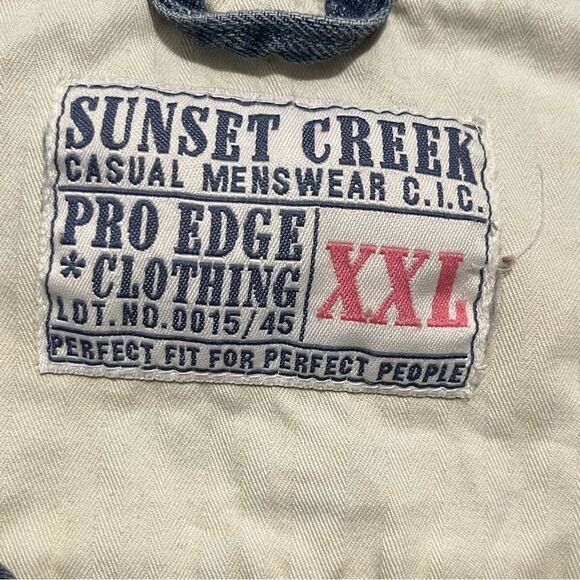 SUNSET CREEK
CASUAL MENSWEAR C.I.C.
PRO EDGE
*CLOTHING
LOT.NO.0015/45
XXL
PERFECT FIT FOR PERFECT PEOPLE